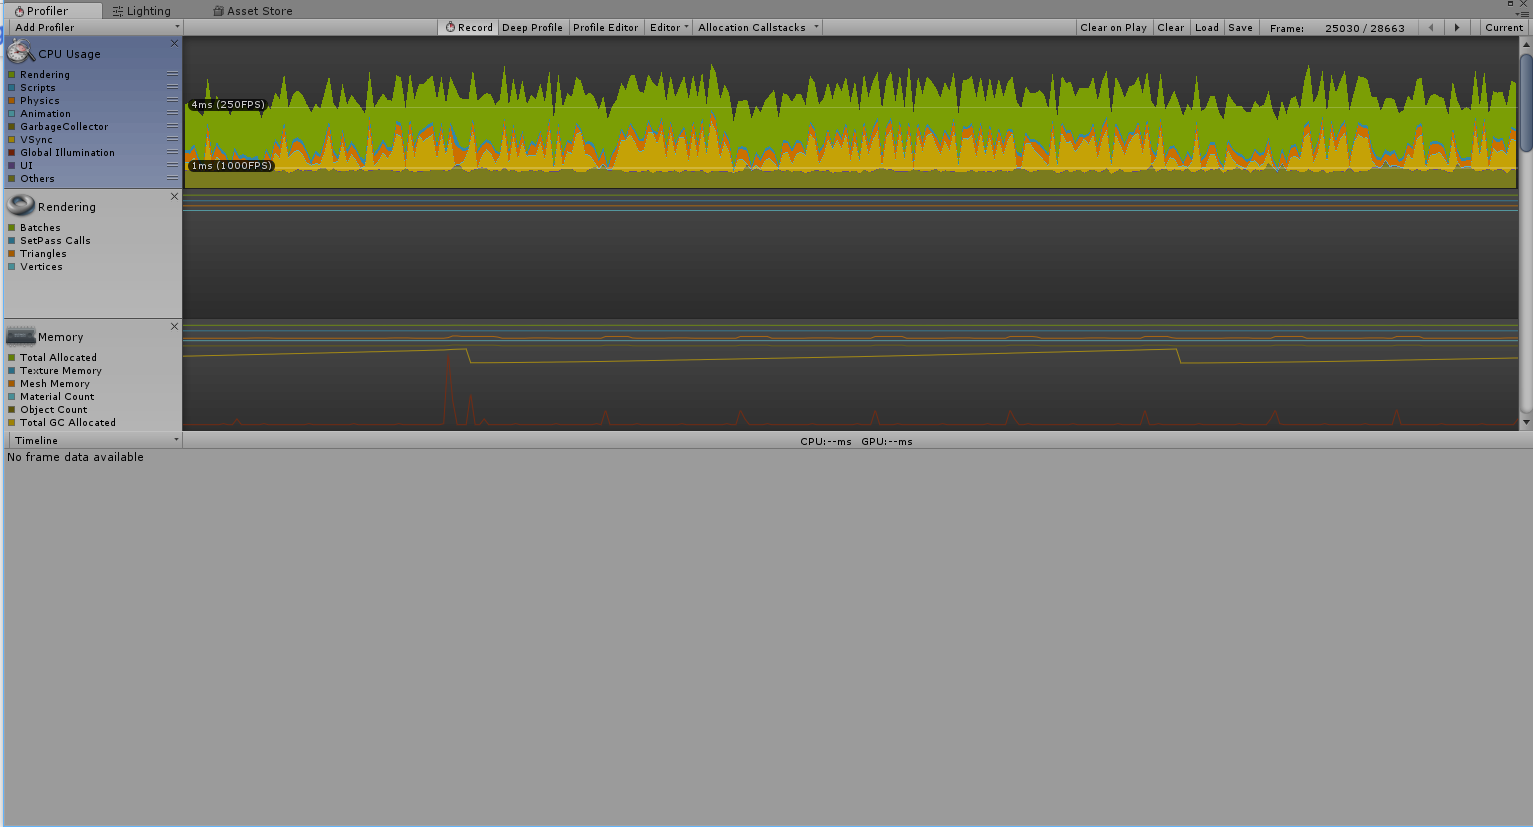 Profiler Lighting Asset Store
Add Profiler Record Deep Profile Profile Editor Editor Allocation Callstacks Clear on Play Clear Load Save Frame: 25030 / 28663 Current
CPU Usage
Rendering
Scripts
Physics
Animation
GarbageCollector
VSync
Global Illumination
UI
Others
4ms (250FPS)
1ms (1000FPS)
Rendering
Batches
SetPass Calls
Triangles
Vertices
Memory
Total Allocated
Texture Memory
Mesh Memory
Material Count
Object Count
Total GC Allocated
Timeline CPU:--ms GPU:--ms
No frame data available